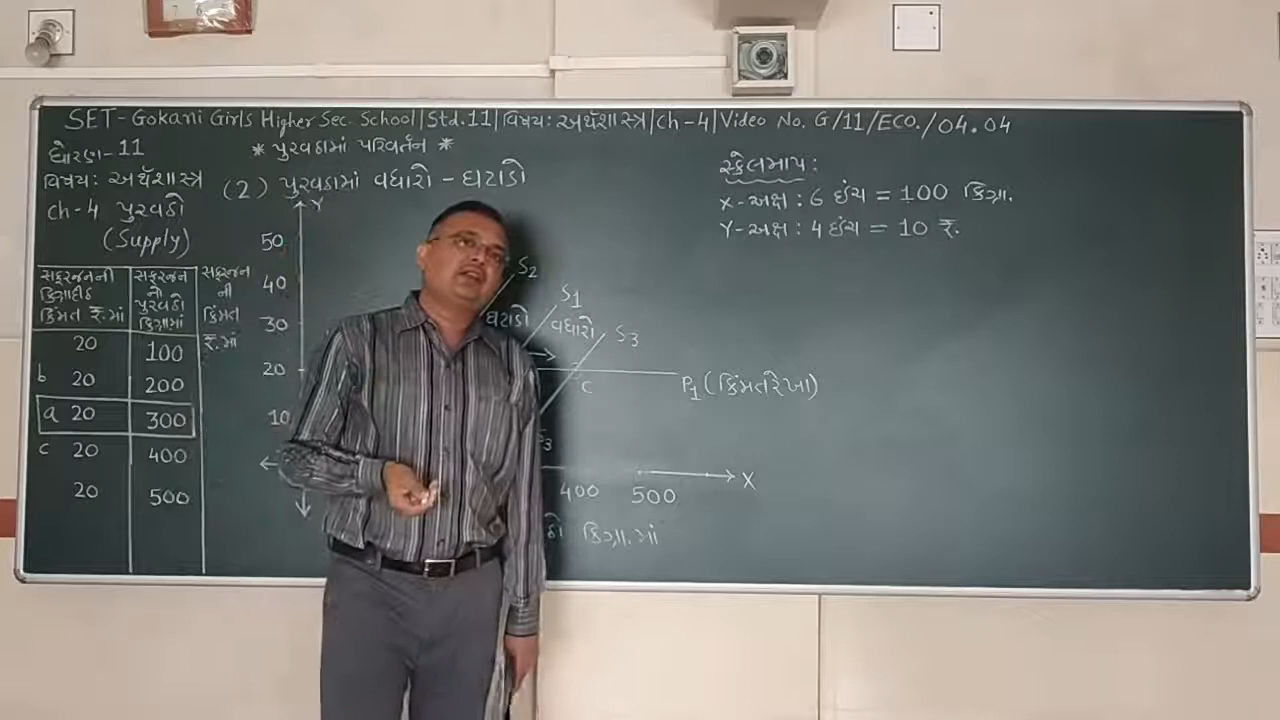 SET-Gokani Girls Higher Sec. School|Std.11|વિષય: અર્થશાસ્ત્ર|Ch-4|Video No. G/11/ECO./04.04
ધોરણ-11
* પુરવઠામાં પરિવર્તન *
વિષય: અર્થશાસ્ત્ર
(2) પુરવઠામાં વધારો - ઘટાડો
Ch-4 પુરવઠો
(Supply)
સ્કેલમાપ:
X-અક્ષ : 6 ઇંચ = 100 કિગ્રા.
Y-અક્ષ : 4 ઇંચ = 10 ₹.
સફરજનની કિગ્રાદીઠ કિંમત ₹.માં
સફરજનનો પુરવઠો કિગ્રામાં
સફરજનની કિંમત ₹.માં
20 100
b 20 200
a 20 300
c 20 400
20 500
Y
50
40
30
20
10
S2
S1
S3
ઘટાડો
વધારો
C
P1 (કિંમતરેખા)
S3
400 500 X
કિગ્રા.માં